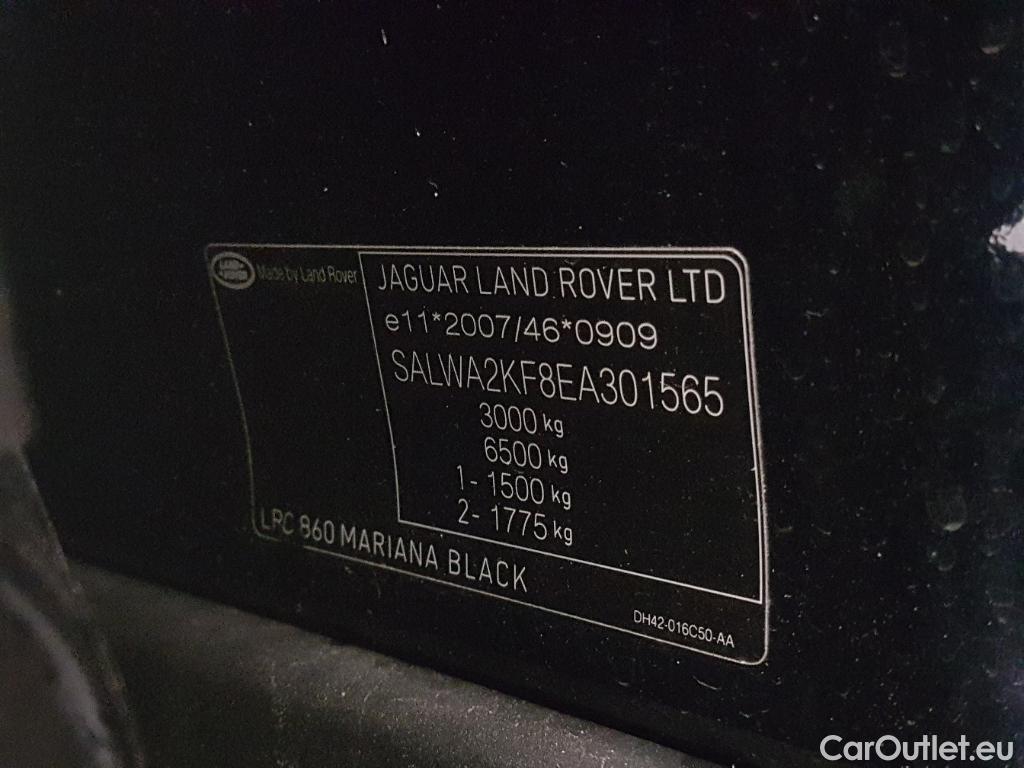 LAND ROVER
Made by Land Rover
JAGUAR LAND ROVER LTD
e11*2007/46*0909
SALWA2KF8EA301565
3000 kg
6500 kg
1- 1500 kg
2- 1775 kg
LPC 860 MARIANA BLACK
DH42-016C50-AA
CarOutlet.eu